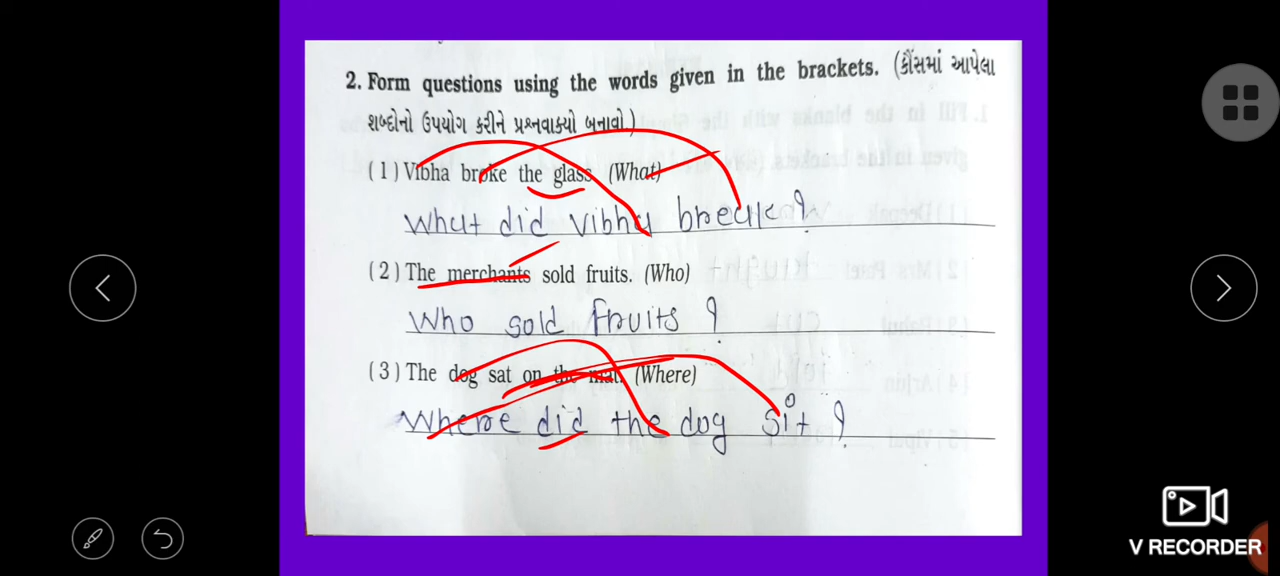 2. Form questions using the words given in the brackets. (કૌંસમાં આપેલા
શબ્દોનો ઉપયોગ કરીને પ્રશ્નવાક્યો બનાવો.)
(1) Vibha broke the glass. (What)
What did Vibha break?
(2) The merchants sold fruits. (Who)
Who sold fruits?
(3) The dog sat on the mat. (Where)
Where did the dog sit?
V RECORDER